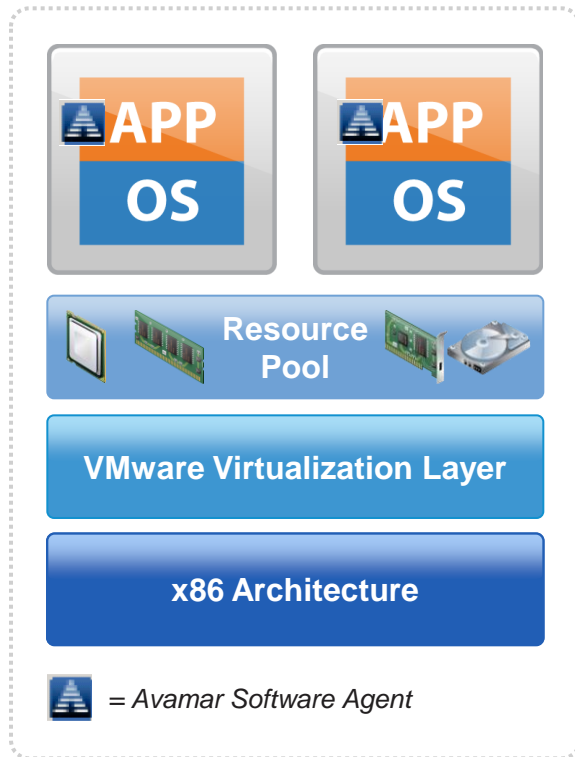 APP
OS
APP
OS
Resource
Pool
VMware Virtualization Layer
x86 Architecture
= Avamar Software Agent